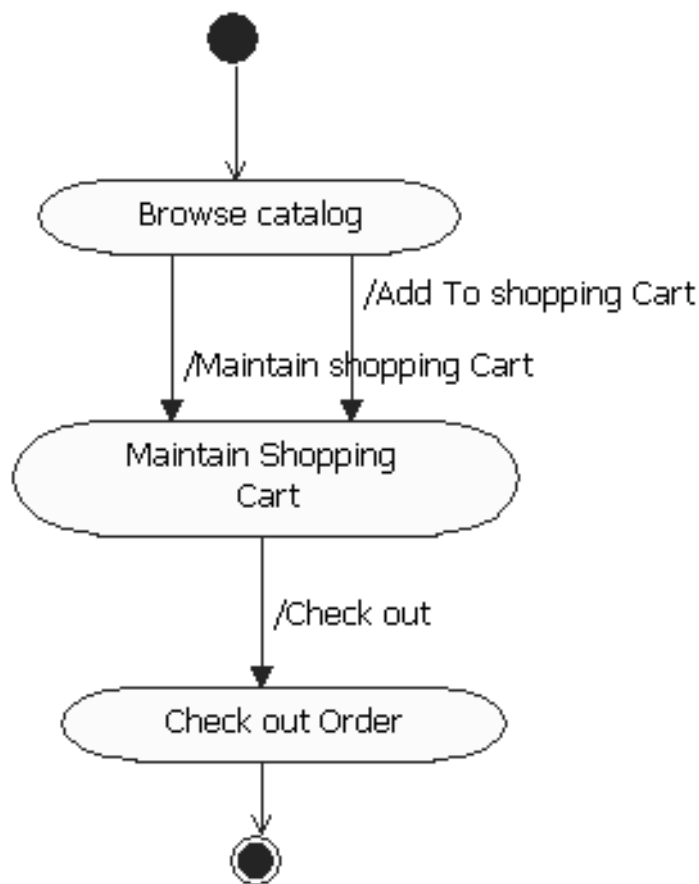 Browse catalog
/Add To shopping Cart
/Maintain shopping Cart
Maintain Shopping
Cart
/Check out
Check out Order